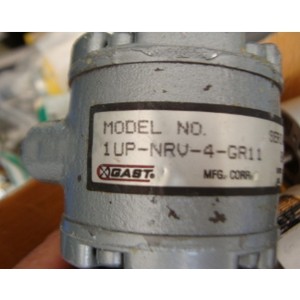 MODEL NO.
1UP-NRV-4-GR11
GAST
MFG. CORP.